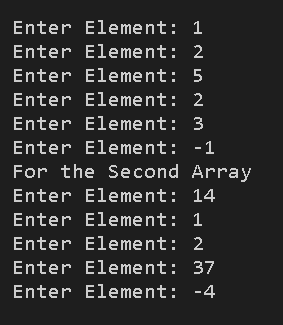 Enter Element: 1
Enter Element: 2
Enter Element: 5
Enter Element: 2
Enter Element: 3
Enter Element: -1
For the Second Array
Enter Element: 14
Enter Element: 1
Enter Element: 2
Enter Element: 37
Enter Element: -4